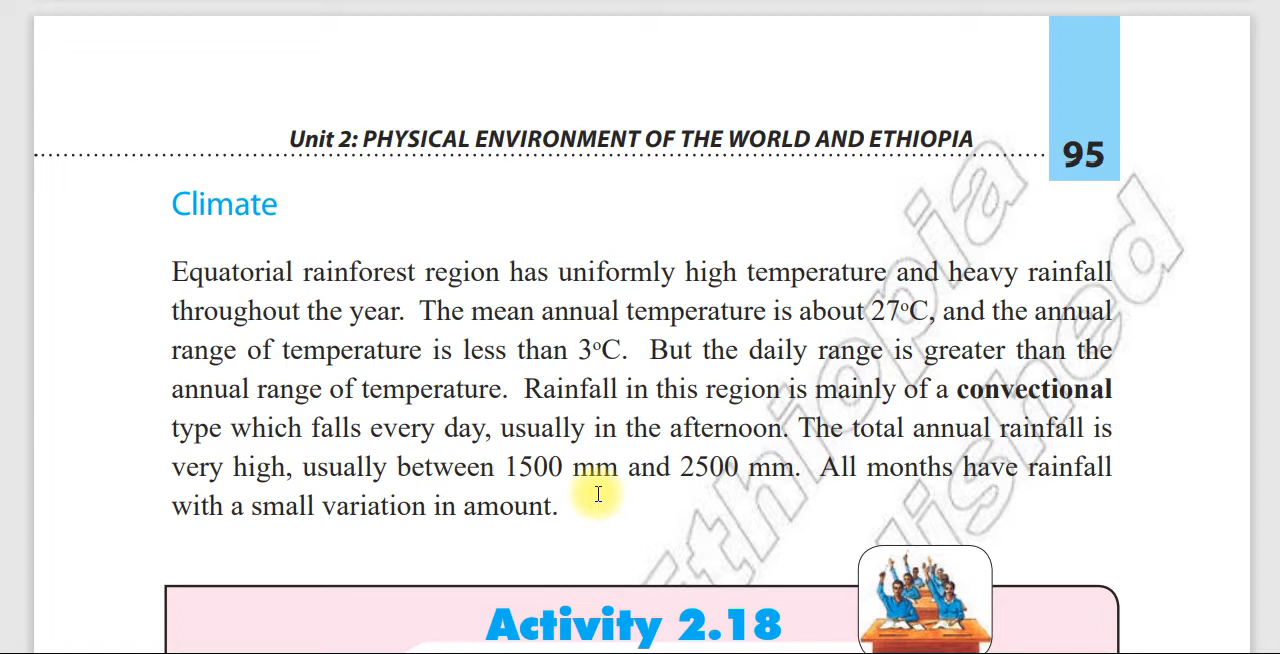 Unit 2: PHYSICAL ENVIRONMENT OF THE WORLD AND ETHIOPIA
95
Climate
Equatorial rainforest region has uniformly high temperature and heavy rainfall
throughout the year. The mean annual temperature is about 27°C, and the annual
range of temperature is less than 3°C. But the daily range is greater than the
annual range of temperature. Rainfall in this region is mainly of a convectional
type which falls every day, usually in the afternoon. The total annual rainfall is
very high, usually between 1500 mm and 2500 mm. All months have rainfall
with a small variation in amount.
Activity 2.18